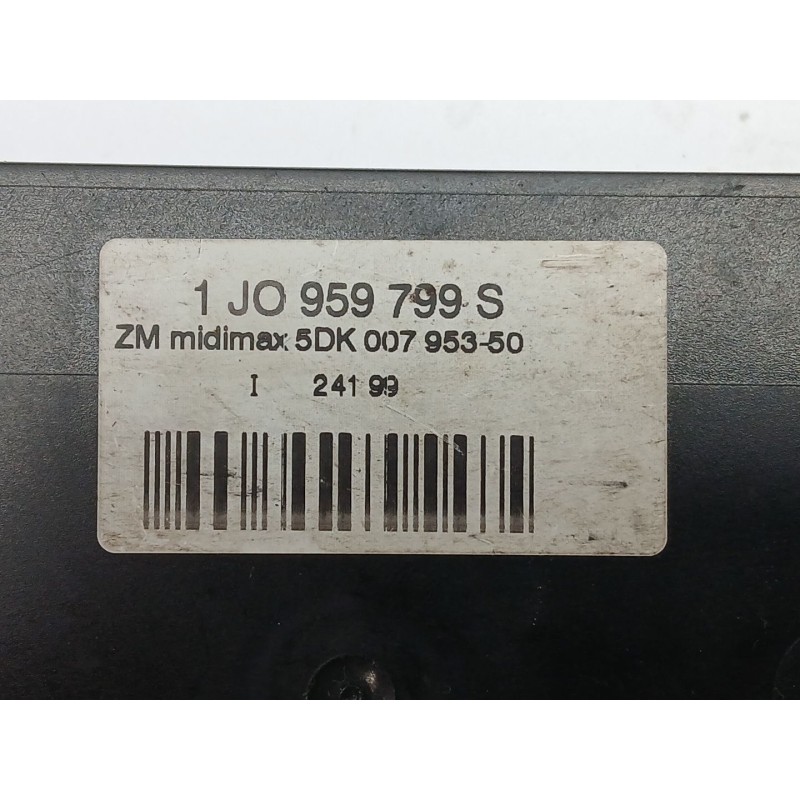 1 JO 959 799 S
ZM midimax 5DK 007 953-50
I 241 99